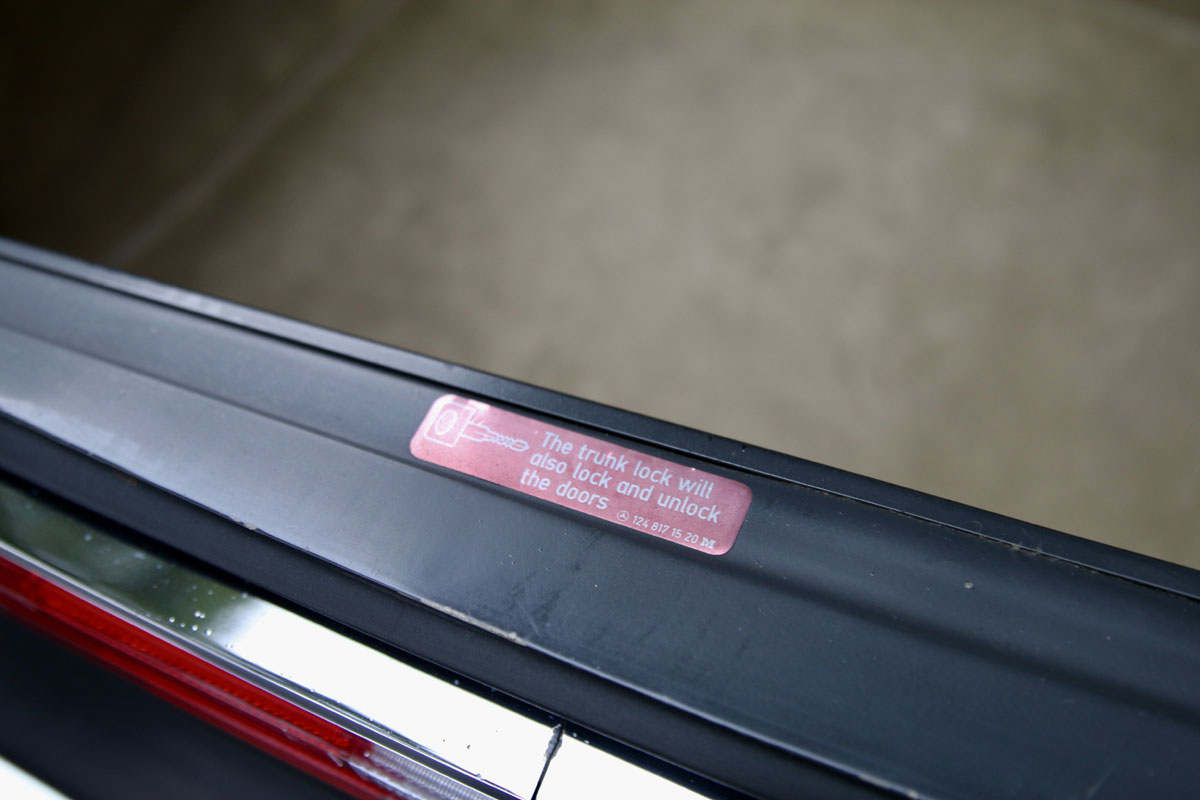 The trunk lock will
also lock and unlock
the doors
124 817 15 20 M